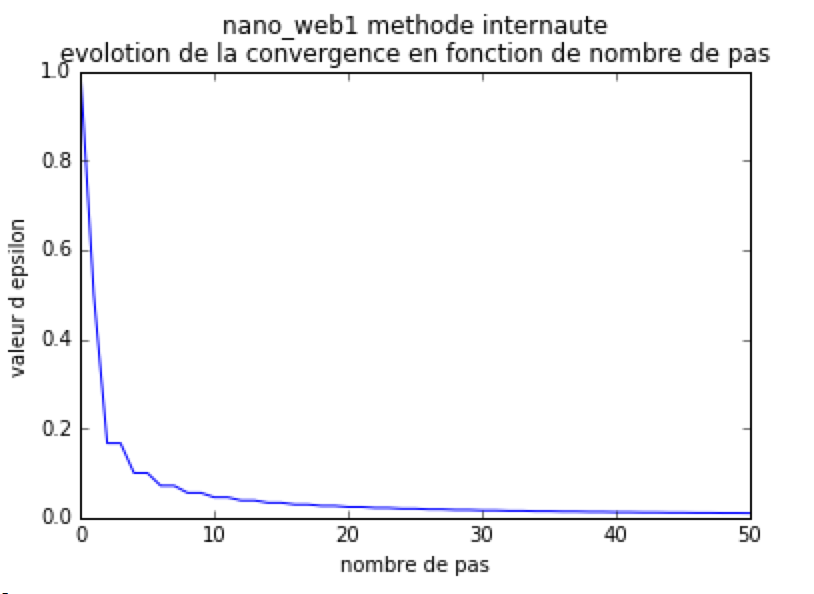 nano_web1 methode internaute
evolotion de la convergence en fonction de nombre de pas
1.0
0.8
0.6
0.4
0.2
0.0
valeur d epsilon
0 10 20 30 40 50
nombre de pas